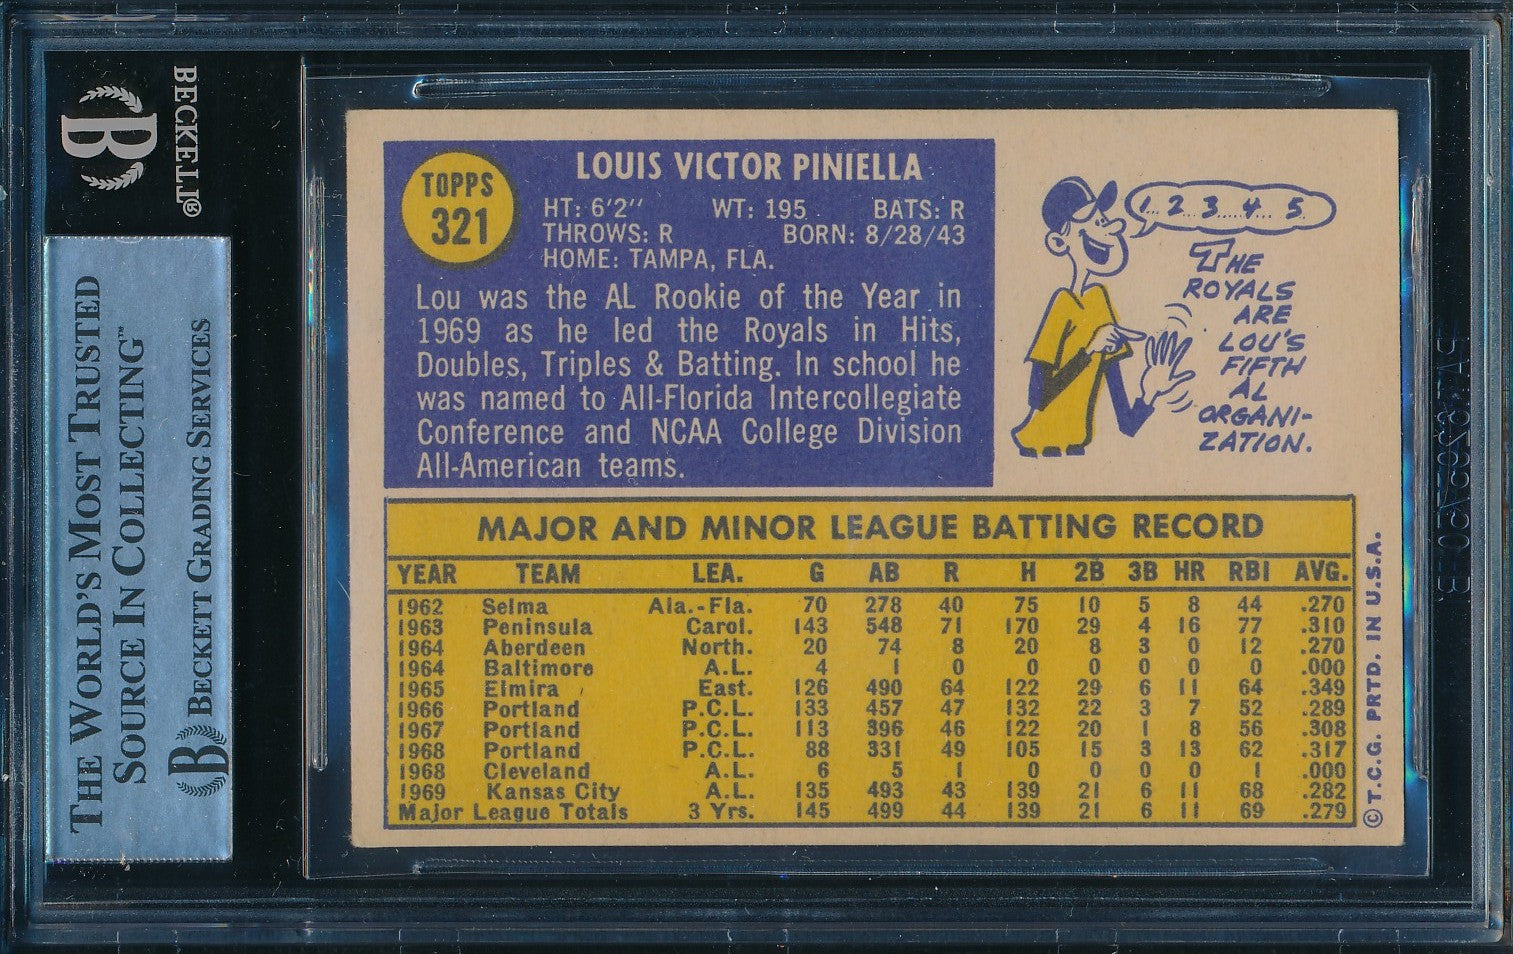 BECKETT®
B
THE WORLD'S MOST TRUSTED
SOURCE IN COLLECTING™
B BECKETT GRADING SERVICES
TOPPS
321
LOUIS VICTOR PINIELLA
HT: 6'2'' WT: 195 BATS: R
THROWS: R BORN: 8/28/43
HOME: TAMPA, FLA.
Lou was the AL Rookie of the Year in
1969 as he led the Royals in Hits,
Doubles, Triples & Batting. In school he
was named to All-Florida Intercollegiate
Conference and NCAA College Division
All-American teams.
1... 2... 3... 4... 5
THE
ROYALS
ARE
LOU'S
FIFTH
AL
ORGANI-
ZATION.
MAJOR AND MINOR LEAGUE BATTING RECORD
YEAR TEAM LEA. G AB R H 2B 3B HR RBI AVG.
1962 Selma Ala.-Fla. 70 278 40 75 10 5 8 44 .270
1963 Peninsula Carol. 143 548 71 170 29 4 16 77 .310
1964 Aberdeen North. 20 74 8 20 8 3 0 12 .270
1964 Baltimore A.L. 4 1 0 0 0 0 0 0 .000
1965 Elmira East. 126 490 64 122 29 6 11 64 .349
1966 Portland P.C.L. 133 457 47 132 22 3 7 52 .289
1967 Portland P.C.L. 113 396 46 122 20 1 8 56 .308
1968 Portland P.C.L. 88 331 49 105 15 3 13 62 .317
1968 Cleveland A.L. 6 5 1 0 0 0 0 1 .000
1969 Kansas City A.L. 135 493 43 139 21 6 11 68 .282
Major League Totals 3 Yrs. 145 499 44 139 21 6 11 69 .279
© T.C.G. PRTD. IN U.S.A.